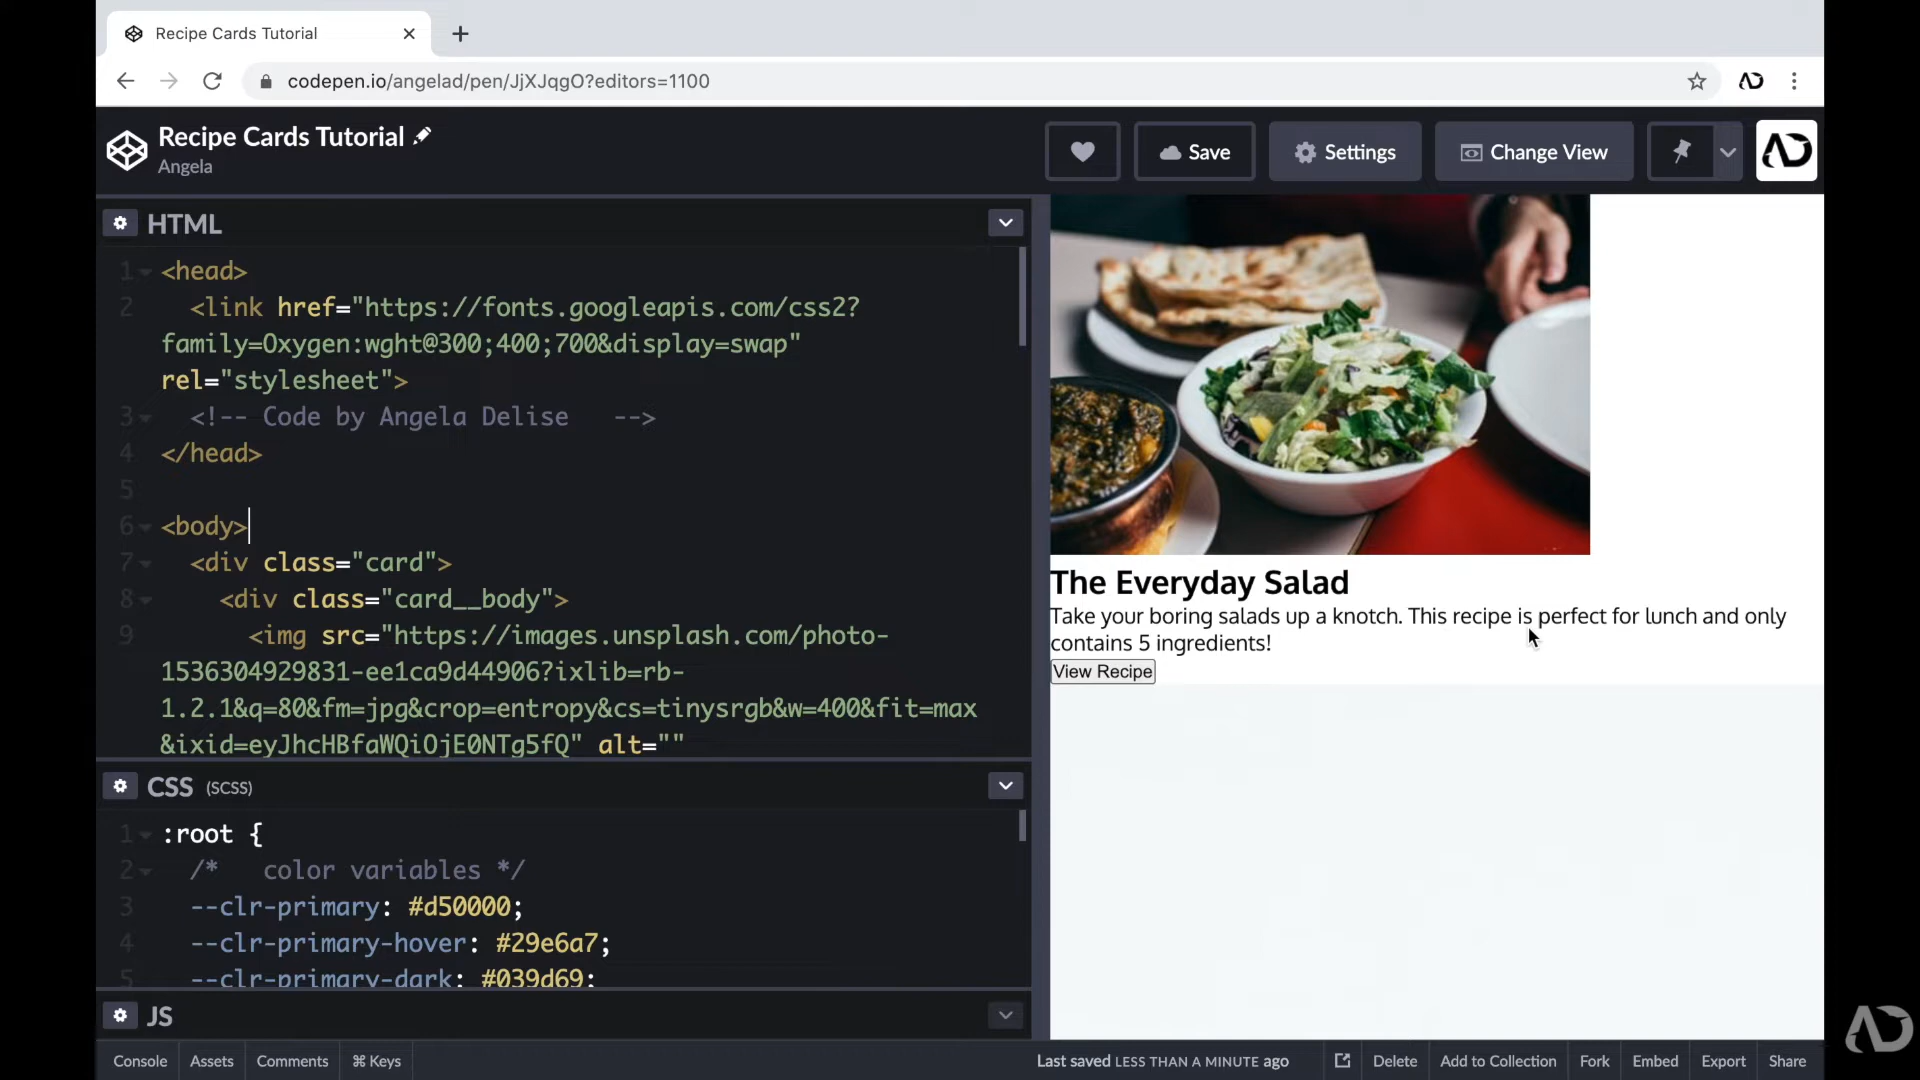 Recipe Cards Tutorial
codepen.io/angelad/pen/JjXJqgO?editors=1100
Recipe Cards Tutorial
Angela
Save
Settings
Change View
HTML
1 <head>
2 <link href="https://fonts.googleapis.com/css2?
family=Oxygen:wght@300;400;700&display=swap"
rel="stylesheet">
3 <!-- Code by Angela Delise -->
4 </head>
5
6 <body>
7 <div class="card">
8 <div class="card__body">
9 <img src="https://images.unsplash.com/photo-
1536304929831-ee1ca9d44906?ixlib=rb-
1.2.1&q=80&fm=jpg&crop=entropy&cs=tinysrgb&w=400&fit=max
&ixid=eyJhcHBfaWQiOjE0NTg5fQ" alt=""
CSS (SCSS)
1 :root {
2 /* color variables */
3 --clr-primary: #d50000;
4 --clr-primary-hover: #29e6a7;
5 --clr-primary-dark: #039d69;
JS
The Everyday Salad
Take your boring salads up a knotch. This recipe is perfect for lunch and only
contains 5 ingredients!
View Recipe
Console Assets Comments ⌘ Keys
Last saved LESS THAN A MINUTE ago
Delete Add to Collection Fork Embed Export Share